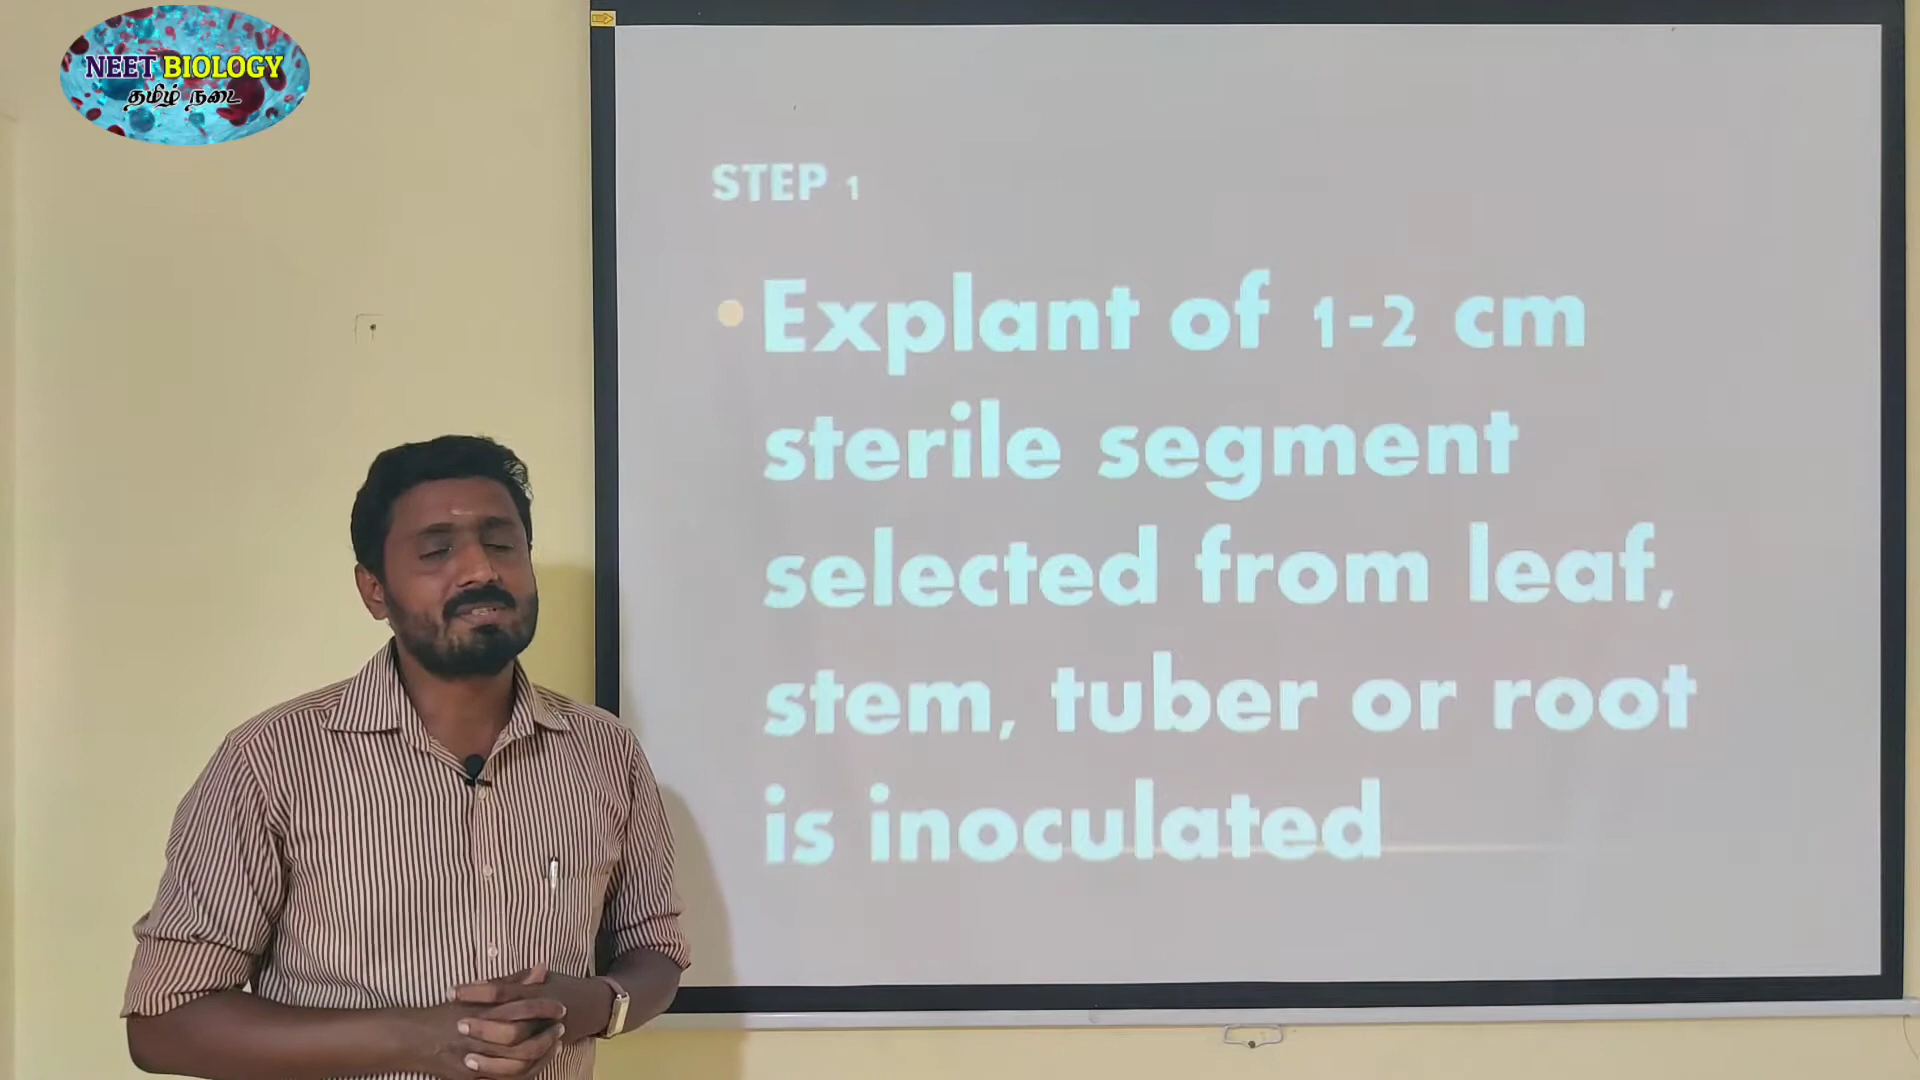 NEET BIOLOGY
தமிழ் நடை
STEP 1
• Explant of 1-2 cm
sterile segment
selected from leaf,
stem, tuber or root
is inoculated